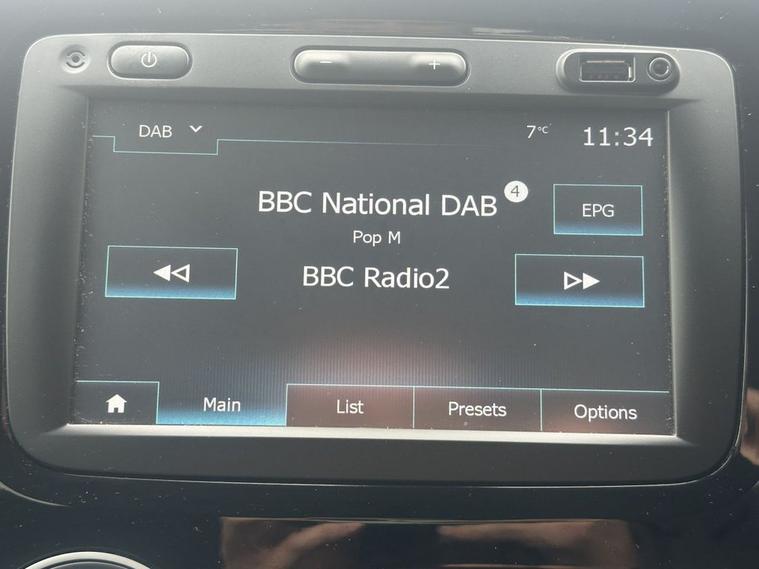 − +
DAB 7°C 11:34
BBC National DAB 4
EPG
Pop M
BBC Radio2
Main List Presets Options